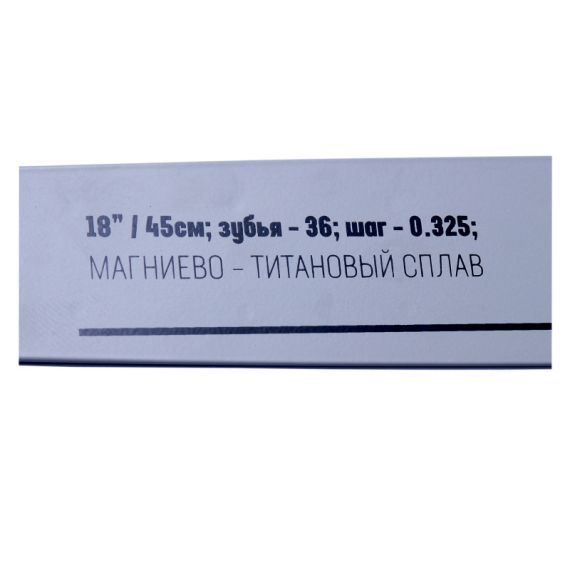 18" / 45см; зубья - 36; шаг - 0.325;
МАГНИЕВО - ТИТАНОВЫЙ СПЛАВ